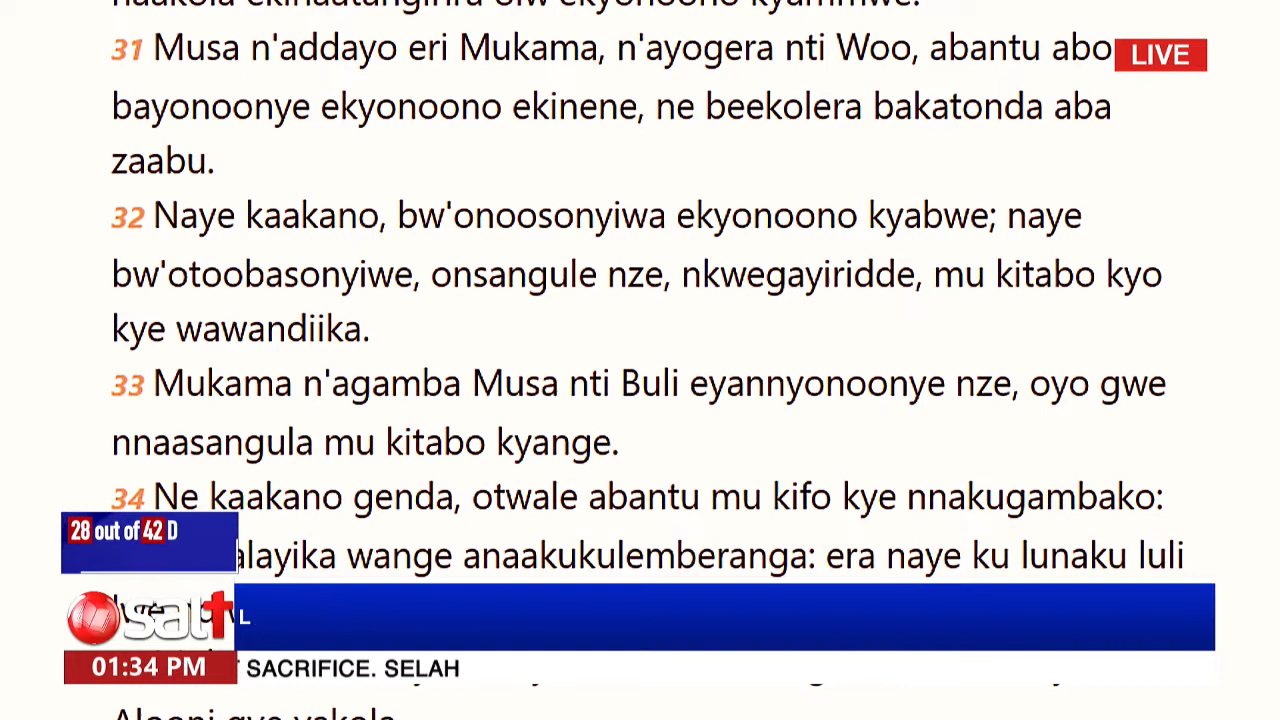 31 Musa n'addayo eri Mukama, n'ayogera nti Woo, abantu abo
LIVE
bayonoonye ekyonoono ekinene, ne beekolera bakatonda aba
zaabu.
32 Naye kaakano, bw'onoosonyiwa ekyonoono kyabwe; naye
bw'otoobasonyiwe, onsangule nze, nkwegayiridde, mu kitabo kyo
kye wawandiika.
33 Mukama n'agamba Musa nti Buli eyannyonoonye nze, oyo gwe
nnaasangula mu kitabo kyange.
34 Ne kaakano genda, otwale abantu mu kifo kye nnakugambako:
28 out of 42 D
alayika wange anaakukulemberanga: era naye ku lunaku luli
salt
L
01:34 PM
SACRIFICE. SELAH